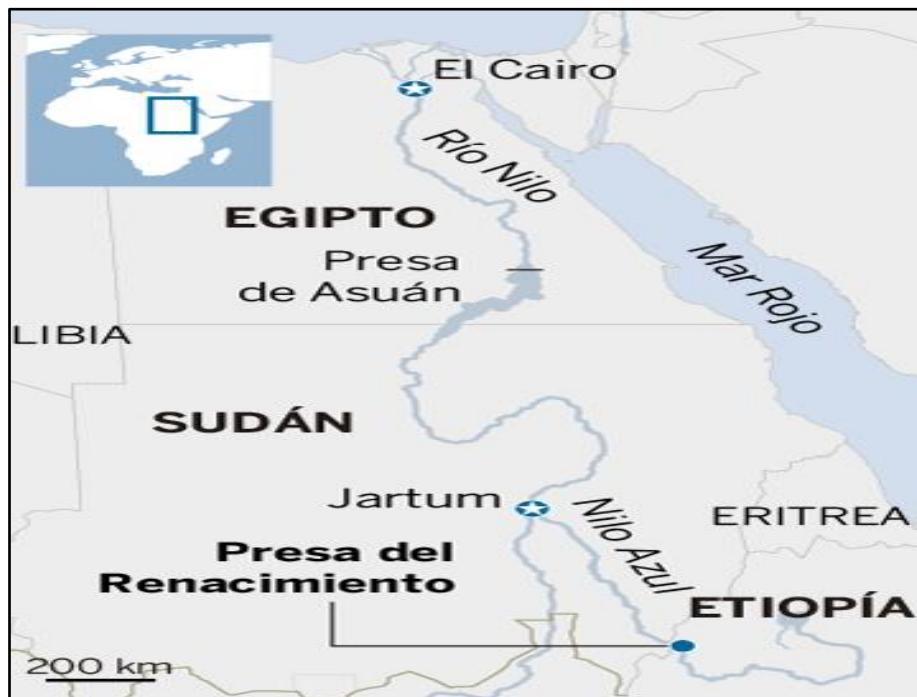 El Cairo
Río Nilo
EGIPTO
Presa
de Asuán
Mar Rojo
LIBIA
SUDÁN
Jartum
Nilo Azul
ERITREA
Presa del
Renacimiento
ETIOPÍA
200 km